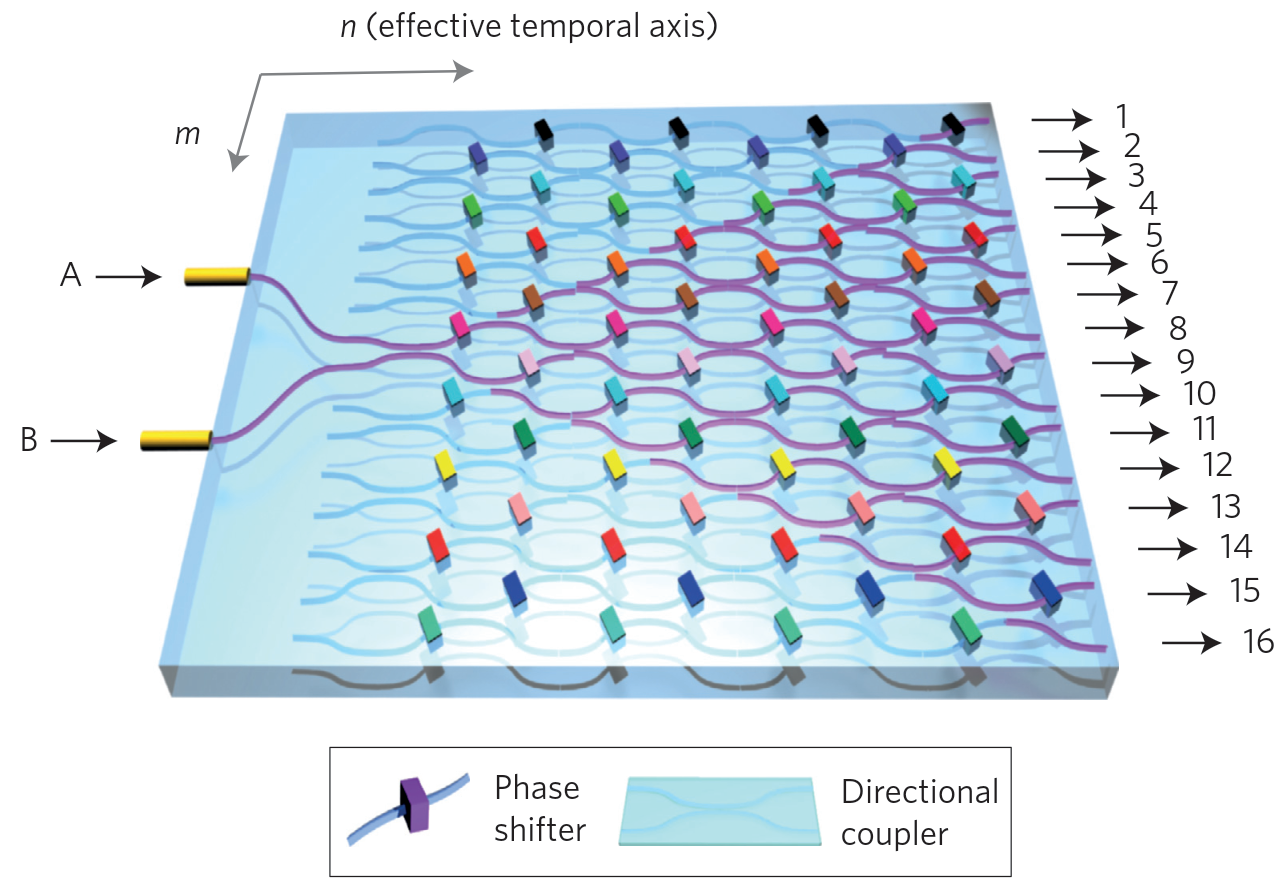 n (effective temporal axis)
m
A
B
1
2
3
4
5
6
7
8
9
10
11
12
13
14
15
16
Phase
shifter
Directional
coupler